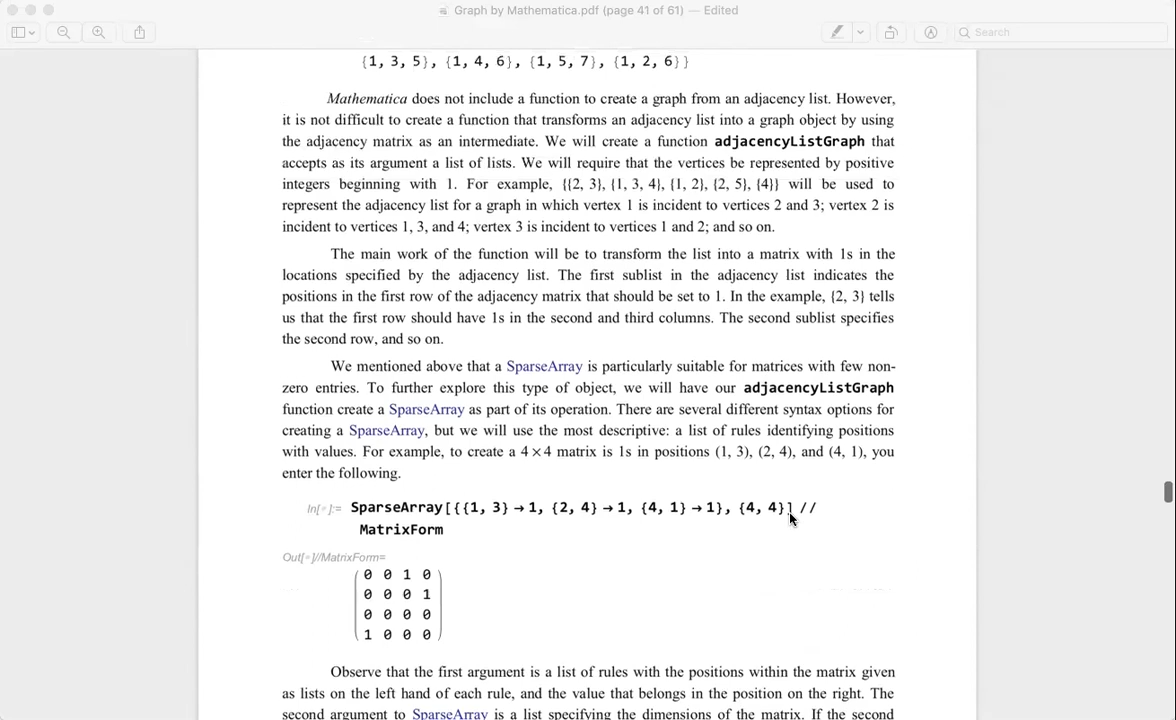 Graph by Mathematica.pdf (page 41 of 61) — Edited
Search
{1, 3, 5}, {1, 4, 6}, {1, 5, 7}, {1, 2, 6}}
Mathematica does not include a function to create a graph from an adjacency list. However,
it is not difficult to create a function that transforms an adjacency list into a graph object by using
the adjacency matrix as an intermediate. We will create a function adjacencyListGraph that
accepts as its argument a list of lists. We will require that the vertices be represented by positive
integers beginning with 1. For example, {{2, 3}, {1, 3, 4}, {1, 2}, {2, 5}, {4}} will be used to
represent the adjacency list for a graph in which vertex 1 is incident to vertices 2 and 3; vertex 2 is
incident to vertices 1, 3, and 4; vertex 3 is incident to vertices 1 and 2; and so on.
The main work of the function will be to transform the list into a matrix with 1s in the
locations specified by the adjacency list. The first sublist in the adjacency list indicates the
positions in the first row of the adjacency matrix that should be set to 1. In the example, {2, 3} tells
us that the first row should have 1s in the second and third columns. The second sublist specifies
the second row, and so on.
We mentioned above that a SparseArray is particularly suitable for matrices with few non-
zero entries. To further explore this type of object, we will have our adjacencyListGraph
function create a SparseArray as part of its operation. There are several different syntax options for
creating a SparseArray, but we will use the most descriptive: a list of rules identifying positions
with values. For example, to create a 4 × 4 matrix is 1s in positions (1, 3), (2, 4), and (4, 1), you
enter the following.
In[◦]:= SparseArray[{{1, 3} → 1, {2, 4} → 1, {4, 1} → 1}, {4, 4}] //
MatrixForm
Out[◦]//MatrixForm=
0 0 1 0
0 0 0 1
0 0 0 0
1 0 0 0
Observe that the first argument is a list of rules with the positions within the matrix given
as lists on the left hand of each rule, and the value that belongs in the position on the right. The
second argument to SparseArray is a list specifying the dimensions of the matrix. If the second